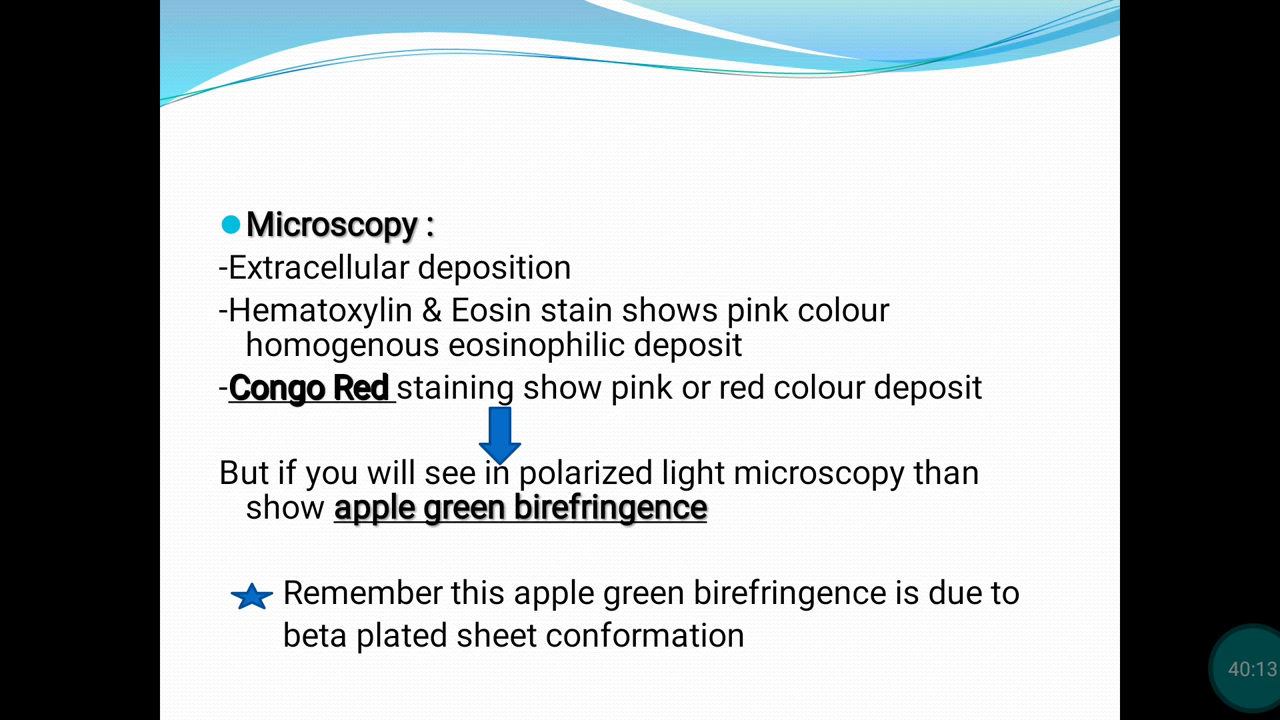 Microscopy :
-Extracellular deposition
-Hematoxylin & Eosin stain shows pink colour
homogenous eosinophilic deposit
-Congo Red staining show pink or red colour deposit
But if you will see in polarized light microscopy than
show apple green birefringence
Remember this apple green birefringence is due to
beta plated sheet conformation
40:13